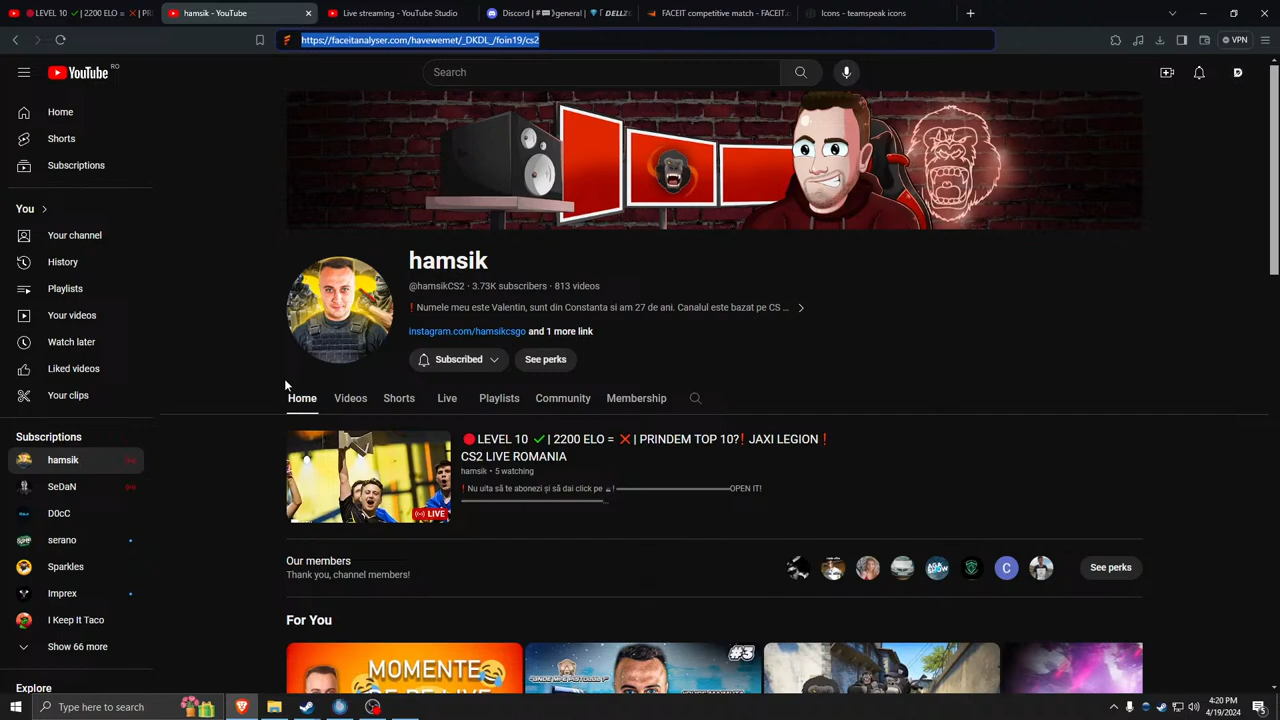 LEVEL 10 ✓ | 2200 ELO = ❌ | PRI
hamsik - YouTube
Live streaming - YouTube Studio
general
FACEIT competitive match - FACEIT.c
Icons - teamspeak icons
https://faceitanalyser.com/havewemet/_DKDL_/foin19/cs2
VPN
YouTube RO
Search
D
Home
Shorts
Subscriptions
You
Your channel
History
Playlists
Your videos
Watch later
Liked videos
Your clips
Subscriptions
hamsik
SeDaN
D0cC
serano
Sparkles
Imprex
I Keep It Taco
Show 66 more
Explore
hamsik
@hamsikCS2 · 3.73K subscribers · 813 videos
❗Numele meu este Valentin, sunt din Constanta si am 27 de ani. Canalul este bazat pe CS ...
instagram.com/hamsikcsgo and 1 more link
Subscribed
See perks
Home Videos Shorts Live Playlists Community Membership
🔴LEVEL 10 ✓| 2200 ELO = ❌ | PRINDEM TOP 10?❗JAXI LEGION❗
CS2 LIVE ROMANIA
hamsik • 5 watching
❗Nu uita să te abonezi și să dai click pe 🔔! OPEN IT!
LIVE
Our members
Thank you, channel members!
C
See perks
For You
MOMENTE
DE PE LIVE
#3
Type here to search
4:20 PM
4/19/2024
5